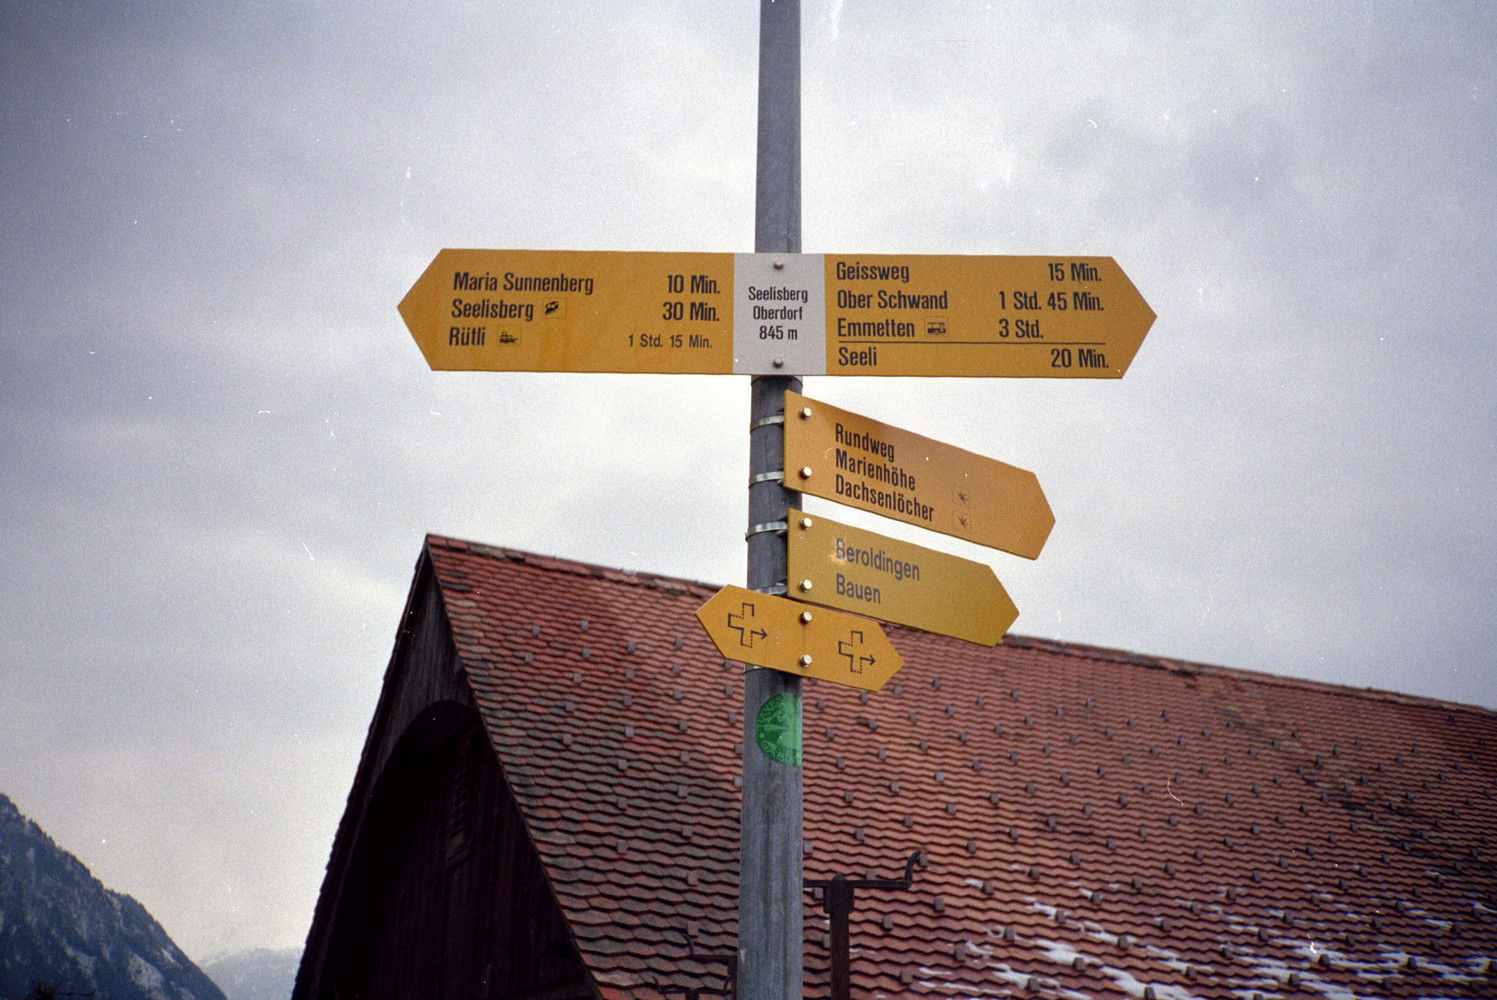 Maria Sunnenberg 10 Min.
Seelisberg 30 Min.
Rütli 1 Std. 15 Min.
Seelisberg
Oberdorf
845 m
Geissweg 15 Min.
Ober Schwand 1 Std. 45 Min.
Emmetten 3 Std.
Seeli 20 Min.
Rundweg
Marienhöhe
Dachsenlöcher
Beroldingen
Bauen